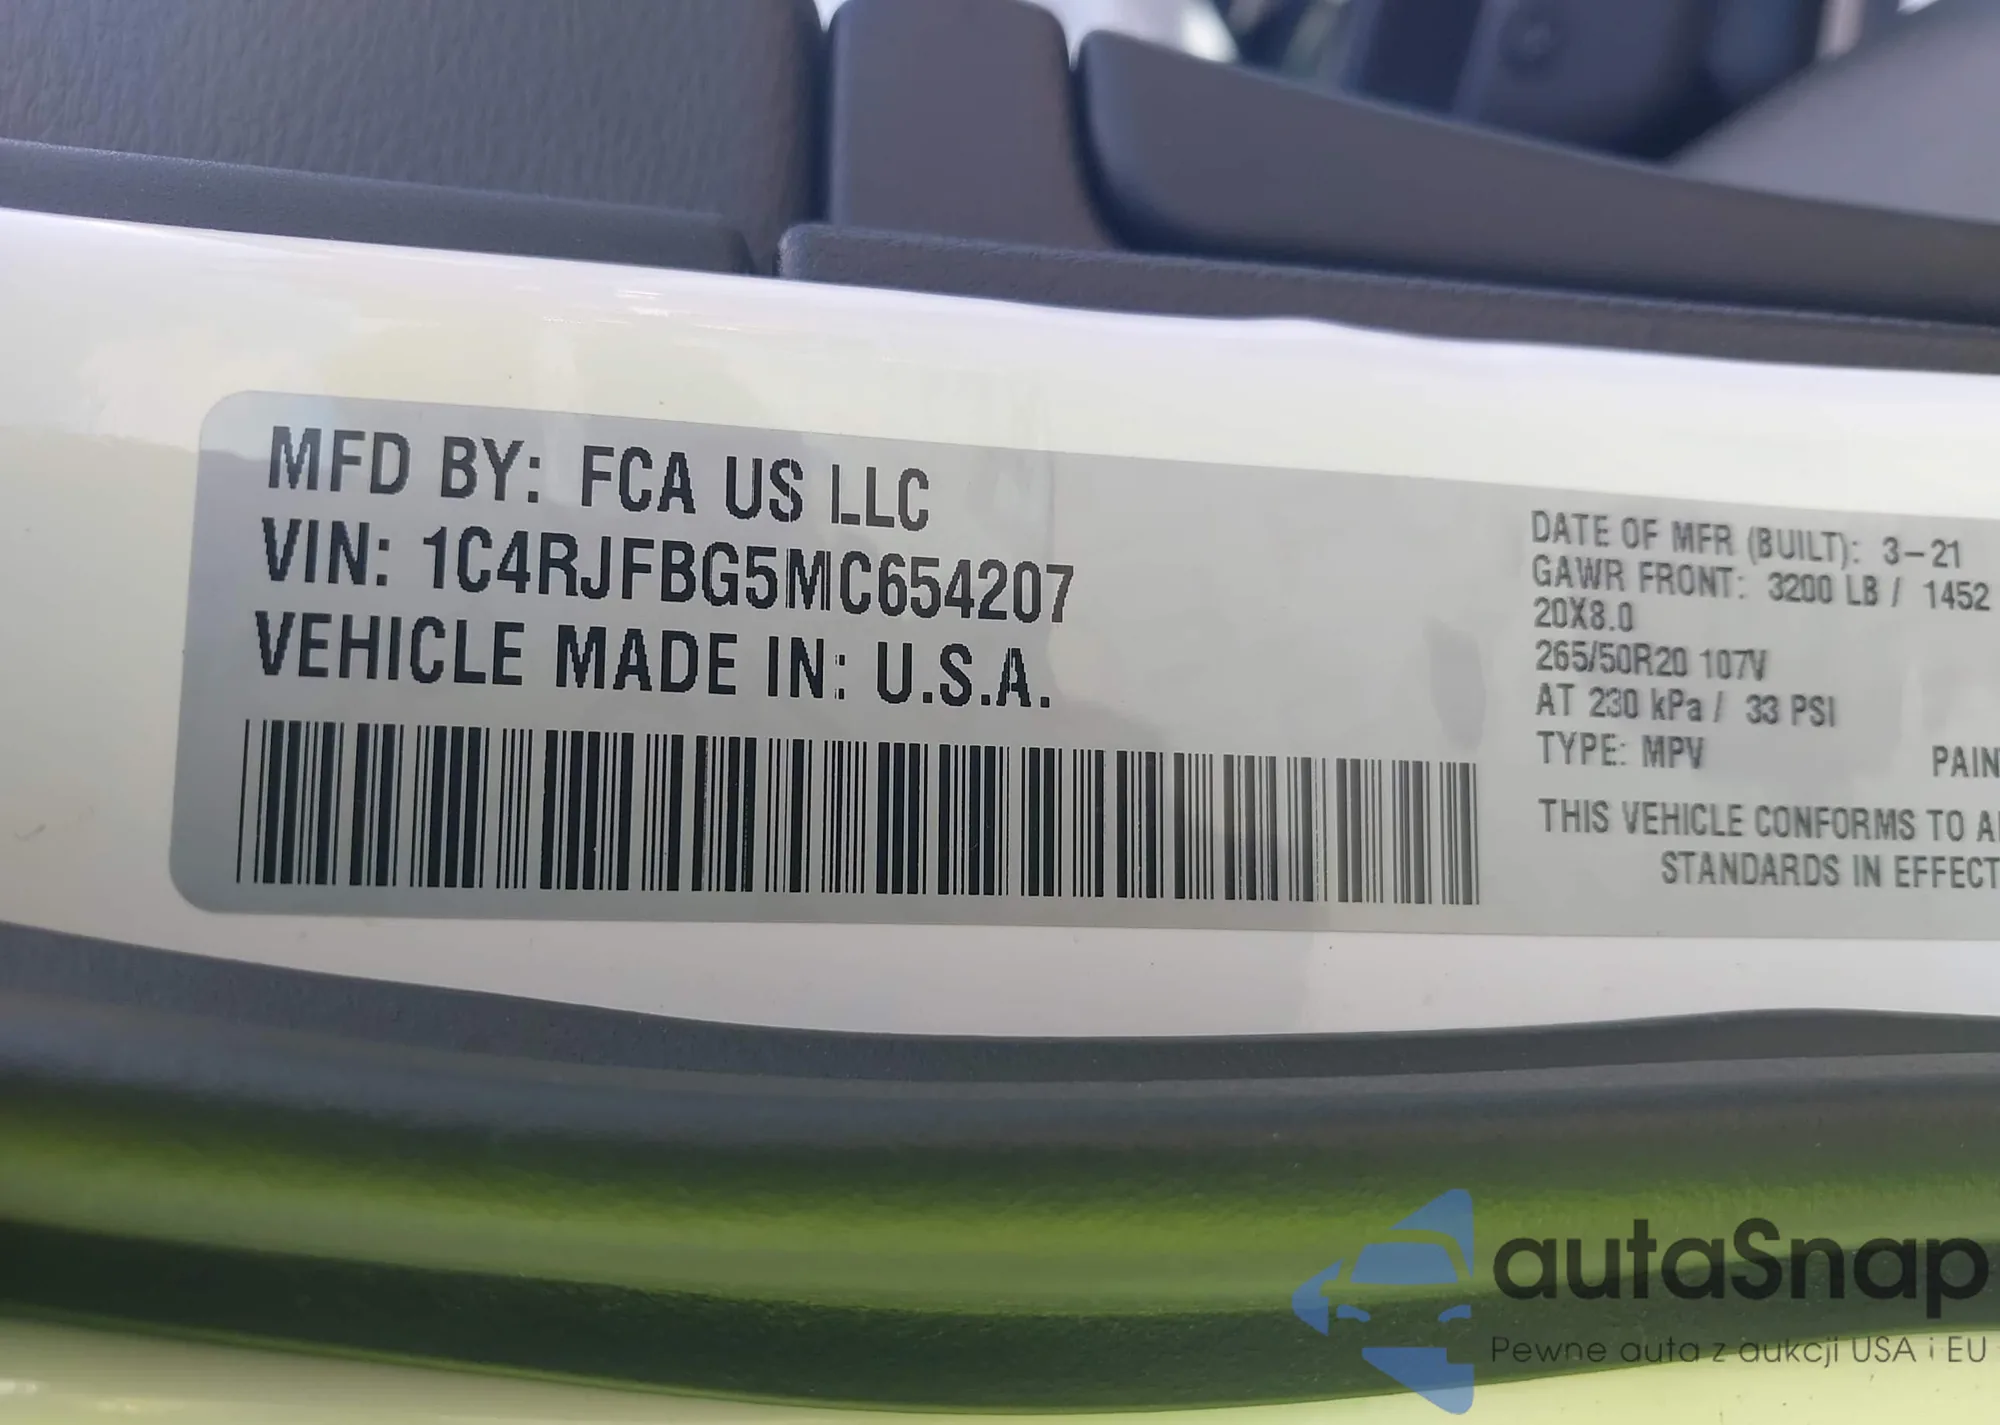 MFD BY: FCA US LLC
VIN: 1C4RJFBG5MC654207
VEHICLE MADE IN: U.S.A.
DATE OF MFR (BUILT): 3-21
GAWR FRONT: 3200 LB / 1452
20X8.0
265/50R20 107V
AT 230 kPa / 33 PSI
TYPE: MPV
PAIN
THIS VEHICLE CONFORMS TO A
STANDARDS IN EFFECT
autaSnap
Pewne auta z aukcji USA i EU